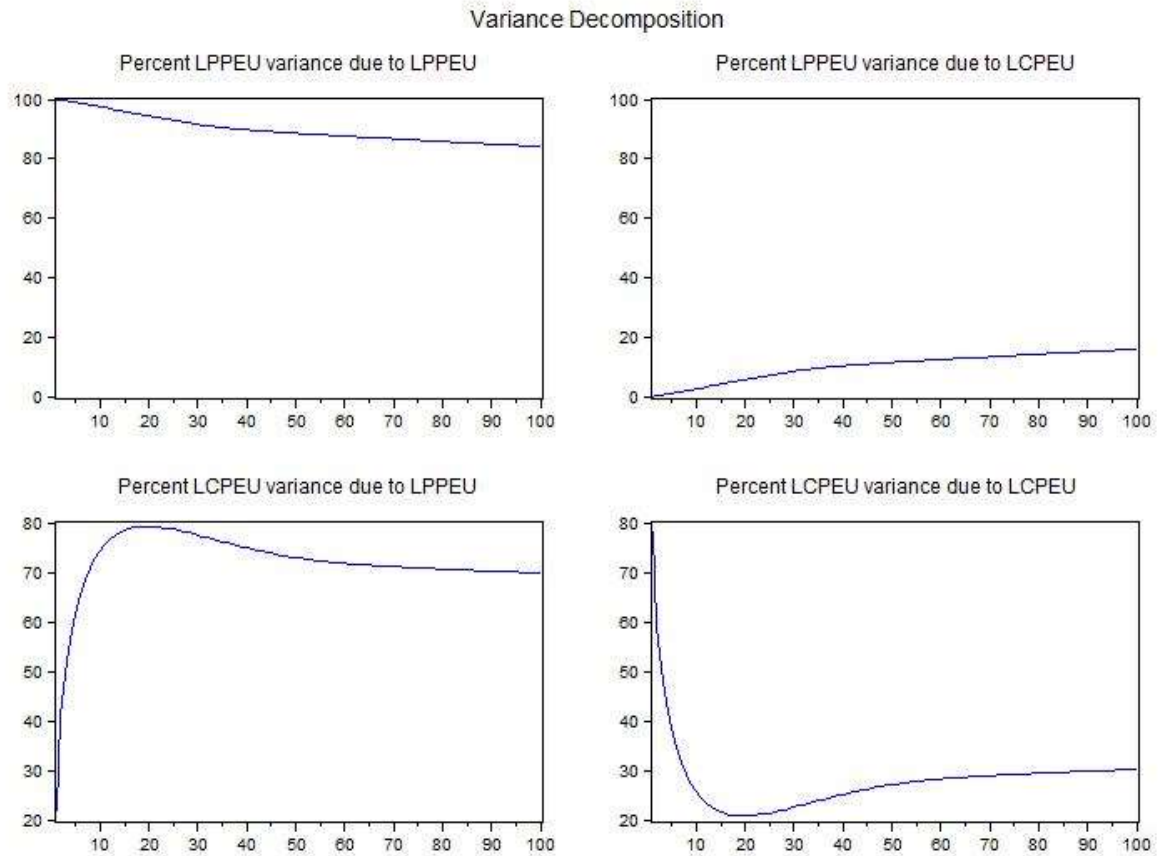 Variance Decomposition
Percent LPPEU variance due to LPPEU
Percent LPPEU variance due to LCPEU
100
80
60
40
20
0
10 20 30 40 50 60 70 80 90 100
100
80
60
40
20
0
10 20 30 40 50 60 70 80 90 100
Percent LCPEU variance due to LPPEU
Percent LCPEU variance due to LCPEU
80
70
60
50
40
30
20
10 20 30 40 50 60 70 80 90 100
80
70
60
50
40
30
20
10 20 30 40 50 60 70 80 90 100